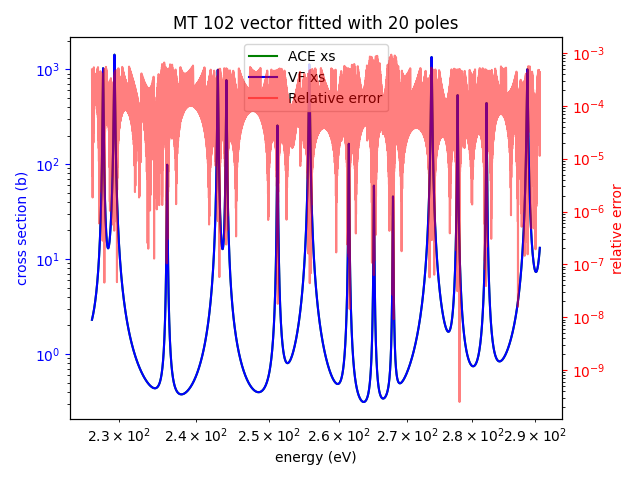 MT 102 vector fitted with 20 poles
ACE xs
VF xs
Relative error
10³
10²
10¹
10⁰
cross section (b)
10⁻³
10⁻⁴
10⁻⁵
10⁻⁶
10⁻⁷
10⁻⁸
10⁻⁹
relative error
2.3 × 10² 2.4 × 10² 2.5 × 10² 2.6 × 10² 2.7 × 10² 2.8 × 10² 2.9 × 10²
energy (eV)